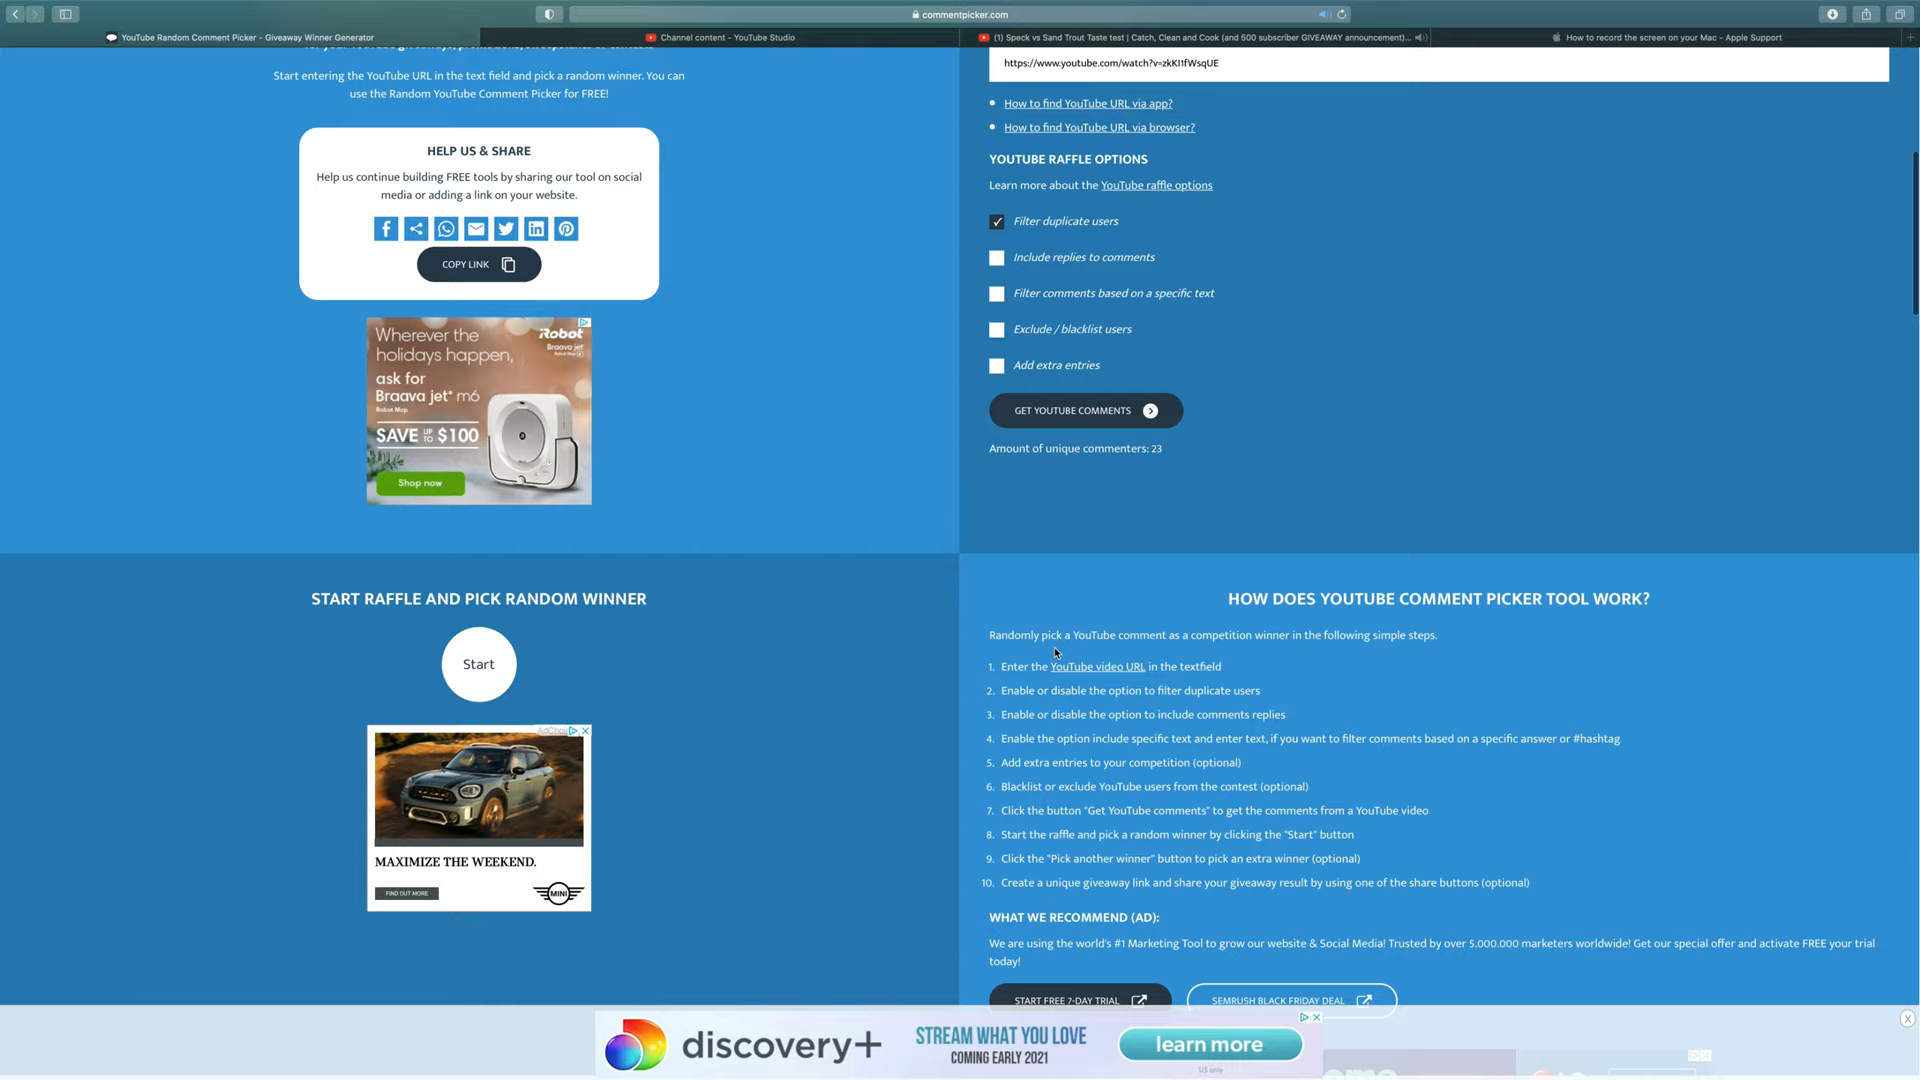 commentpicker.com
YouTube Random Comment Picker - Giveaway Winner Generator
Channel content - YouTube Studio
(1) Speck vs Sand Trout Taste test | Catch, Clean and Cook (and 500 subscriber GIVEAWAY announcement)...
How to record the screen on your Mac - Apple Support
Start entering the YouTube URL in the text field and pick a random winner. You can
use the Random YouTube Comment Picker for FREE!
HELP US & SHARE
Help us continue building FREE tools by sharing our tool on social
media or adding a link on your website.
COPY LINK
Wherever the
holidays happen,
ask for
Braava jet® m6
Robot Mop
SAVE UP TO $100
Shop now
iRobot
Braava jet
START RAFFLE AND PICK RANDOM WINNER
Start
MAXIMIZE THE WEEKEND.
FIND OUT MORE
MINI
https://www.youtube.com/watch?v=zkKI1fWsqUE
• How to find YouTube URL via app?
• How to find YouTube URL via browser?
YOUTUBE RAFFLE OPTIONS
Learn more about the YouTube raffle options
Filter duplicate users
Include replies to comments
Filter comments based on a specific text
Exclude / blacklist users
Add extra entries
GET YOUTUBE COMMENTS
Amount of unique commenters: 23
HOW DOES YOUTUBE COMMENT PICKER TOOL WORK?
Randomly pick a YouTube comment as a competition winner in the following simple steps.
1. Enter the YouTube video URL in the textfield
2. Enable or disable the option to filter duplicate users
3. Enable or disable the option to include comments replies
4. Enable the option include specific text and enter text, if you want to filter comments based on a specific answer or #hashtag
5. Add extra entries to your competition (optional)
6. Blacklist or exclude YouTube users from the contest (optional)
7. Click the button "Get YouTube comments" to get the comments from a YouTube video
8. Start the raffle and pick a random winner by clicking the "Start" button
9. Click the "Pick another winner" button to pick an extra winner (optional)
10. Create a unique giveaway link and share your giveaway result by using one of the share buttons (optional)
WHAT WE RECOMMEND (AD):
We are using the world's #1 Marketing Tool to grow our website & Social Media! Trusted by over 5.000.000 marketers worldwide! Get our special offer and activate FREE your trial
today!
START FREE 7-DAY TRIAL
SEMRUSH BLACK FRIDAY DEAL
discovery+
STREAM WHAT YOU LOVE
COMING EARLY 2021
learn more
US only